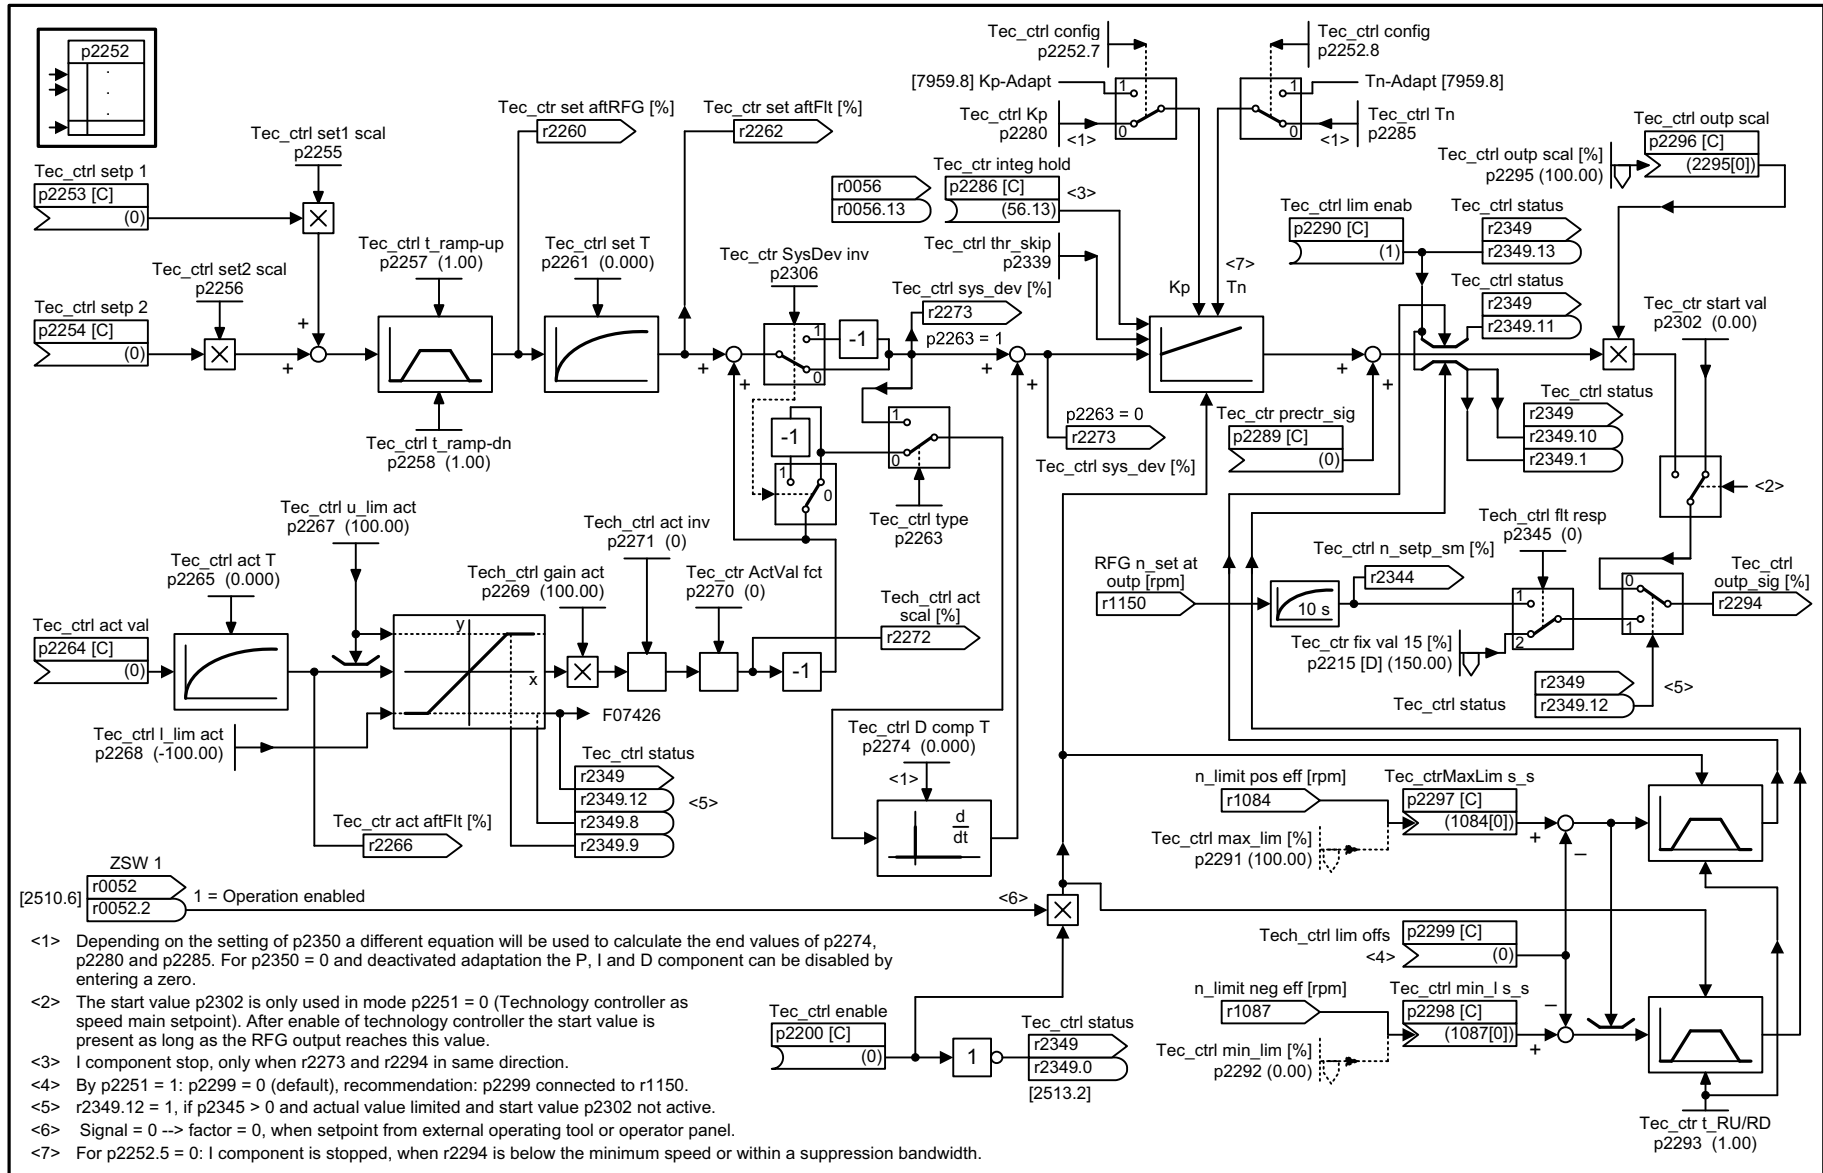 p2252
Tec_ctrl config
p2252.7
Tec_ctrl config
p2252.8
[7959.8] Kp-Adapt
1
1
Tn-Adapt [7959.8]
Tec_ctrl Kp
p2280
<1>
0
0
<1>
Tec_ctrl Tn
p2285
Tec_ctr set aftRFG [%]
r2260
Tec_ctr set aftFlt [%]
r2262
Tec_ctrl outp scal
p2296 [C]
(2295[0])
Tec_ctrl outp scal [%]
p2295 (100.00)
Tec_ctrl set1 scal
p2255
Tec_ctrl setp 1
p2253 [C]
(0)
Tec_ctr integ hold
r0056
r0056.13
p2286 [C]
(56.13)
<3>
Tec_ctrl lim enab
p2290 [C]
(1)
Tec_ctrl status
r2349
r2349.13
Tec_ctrl set2 scal
p2256
Tec_ctrl t_ramp-up
p2257 (1.00)
Tec_ctrl set T
p2261 (0.000)
Tec_ctr SysDev inv
p2306
Tec_ctrl thr_skip
p2339
<7>
Kp
Tn
Tec_ctrl status
r2349
r2349.11
Tec_ctr start val
p2302 (0.00)
Tec_ctrl setp 2
p2254 [C]
(0)
+
+
Tec_ctrl sys_dev [%]
r2273
p2263 = 1
1
-1
0
+
+
+
+
+
+
Tec_ctrl t_ramp-dn
p2258 (1.00)
-1
1
0
1
0
Tec_ctrl type
p2263
p2263 = 0
r2273
Tec_ctrl sys_dev [%]
Tec_ctr prectr_sig
p2289 [C]
(0)
Tec_ctrl status
r2349
r2349.10
r2349.1
<2>
Tec_ctrl u_lim act
p2267 (100.00)
Tec_ctrl act T
p2265 (0.000)
Tech_ctrl act inv
p2271 (0)
Tech_ctrl gain act
p2269 (100.00)
Tec_ctr ActVal fct
p2270 (0)
Tech_ctrl act
scal [%]
r2272
RFG n_set at
outp [rpm]
r1150
10 s
Tec_ctrl n_setp_sm [%]
r2344
Tech_ctrl flt resp
p2345 (0)
1
2
0
1
Tec_ctrl
outp_sig [%]
r2294
Tec_ctrl act val
p2264 [C]
(0)
y
x
-1
Tec_ctr fix val 15 [%]
p2215 [D] (150.00)
Tec_ctrl status
r2349
r2349.12
<5>
Tec_ctrl l_lim act
p2268 (-100.00)
F07426
Tec_ctrl status
r2349
r2349.12
<5>
r2349.8
r2349.9
Tec_ctrl D comp T
p2274 (0.000)
<1>
d
dt
Tec_ctr act aftFlt [%]
r2266
n_limit pos eff [rpm]
r1084
Tec_ctrMaxLim s_s
p2297 [C]
(1084[0])
+
–
Tec_ctrl max_lim [%]
p2291 (100.00)
ZSW 1
[2510.6]
r0052
r0052.2
1 = Operation enabled
<6>
<1> Depending on the setting of p2350 a different equation will be used to calculate the end values of p2274,
p2280 and p2285. For p2350 = 0 and deactivated adaptation the P, I and D component can be disabled by
entering a zero.
<2> The start value p2302 is only used in mode p2251 = 0 (Technology controller as
speed main setpoint). After enable of technology controller the start value is
present as long as the RFG output reaches this value.
<3> I component stop, only when r2273 and r2294 in same direction.
<4> By p2251 = 1: p2299 = 0 (default), recommendation: p2299 connected to r1150.
<5> r2349.12 = 1, if p2345 > 0 and actual value limited and start value p2302 not active.
<6> Signal = 0 --> factor = 0, when setpoint from external operating tool or operator panel.
<7> For p2252.5 = 0: I component is stopped, when r2294 is below the minimum speed or within a suppression bandwidth.
Tech_ctrl lim offs
<4>
p2299 [C]
(0)
Tec_ctrl enable
p2200 [C]
(0)
1
Tec_ctrl status
r2349
r2349.0
[2513.2]
n_limit neg eff [rpm]
r1087
Tec_ctrl min_l s_s
p2298 [C]
(1087[0])
–
+
Tec_ctrl min_lim [%]
p2292 (0.00)
Tec_ctr t_RU/RD
p2293 (1.00)